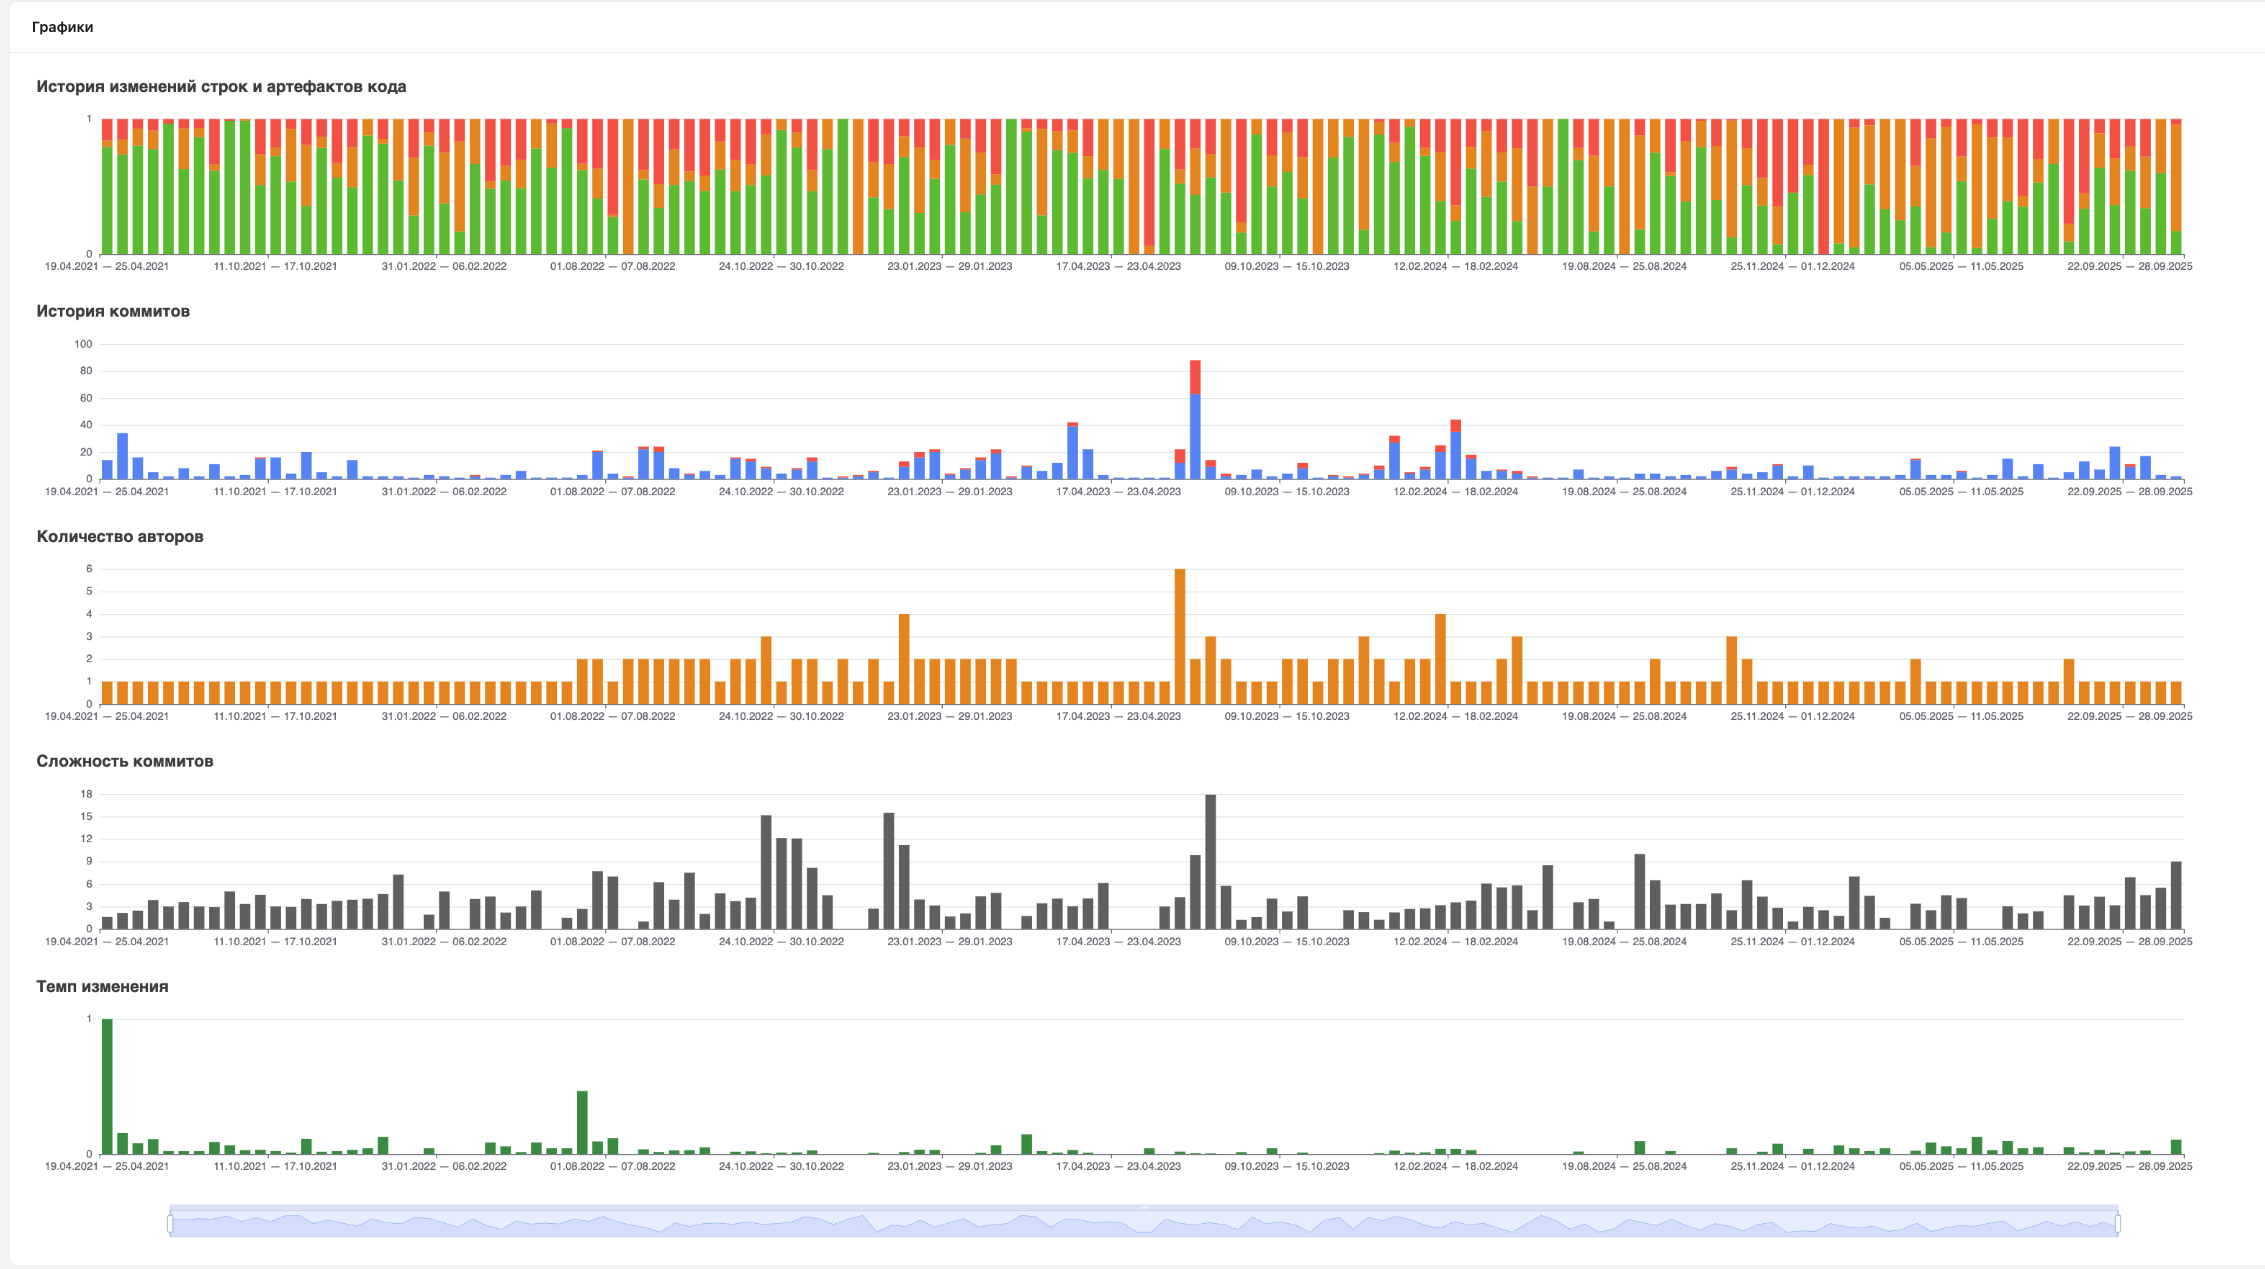 Графики
История изменений строк и артефактов кода
1
0
19.04.2021 — 25.04.2021 11.10.2021 — 17.10.2021 31.01.2022 — 06.02.2022 01.08.2022 — 07.08.2022 24.10.2022 — 30.10.2022 23.01.2023 — 29.01.2023 17.04.2023 — 23.04.2023 09.10.2023 — 15.10.2023 12.02.2024 — 18.02.2024 19.08.2024 — 25.08.2024 25.11.2024 — 01.12.2024 05.05.2025 — 11.05.2025 22.09.2025 — 28.09.2025
История коммитов
100
80
60
40
20
0
19.04.2021 — 25.04.2021 11.10.2021 — 17.10.2021 31.01.2022 — 06.02.2022 01.08.2022 — 07.08.2022 24.10.2022 — 30.10.2022 23.01.2023 — 29.01.2023 17.04.2023 — 23.04.2023 09.10.2023 — 15.10.2023 12.02.2024 — 18.02.2024 19.08.2024 — 25.08.2024 25.11.2024 — 01.12.2024 05.05.2025 — 11.05.2025 22.09.2025 — 28.09.2025
Количество авторов
6
5
4
3
2
1
0
19.04.2021 — 25.04.2021 11.10.2021 — 17.10.2021 31.01.2022 — 06.02.2022 01.08.2022 — 07.08.2022 24.10.2022 — 30.10.2022 23.01.2023 — 29.01.2023 17.04.2023 — 23.04.2023 09.10.2023 — 15.10.2023 12.02.2024 — 18.02.2024 19.08.2024 — 25.08.2024 25.11.2024 — 01.12.2024 05.05.2025 — 11.05.2025 22.09.2025 — 28.09.2025
Сложность коммитов
18
15
12
9
6
3
0
19.04.2021 — 25.04.2021 11.10.2021 — 17.10.2021 31.01.2022 — 06.02.2022 01.08.2022 — 07.08.2022 24.10.2022 — 30.10.2022 23.01.2023 — 29.01.2023 17.04.2023 — 23.04.2023 09.10.2023 — 15.10.2023 12.02.2024 — 18.02.2024 19.08.2024 — 25.08.2024 25.11.2024 — 01.12.2024 05.05.2025 — 11.05.2025 22.09.2025 — 28.09.2025
Темп изменения
1
0
19.04.2021 — 25.04.2021 11.10.2021 — 17.10.2021 31.01.2022 — 06.02.2022 01.08.2022 — 07.08.2022 24.10.2022 — 30.10.2022 23.01.2023 — 29.01.2023 17.04.2023 — 23.04.2023 09.10.2023 — 15.10.2023 12.02.2024 — 18.02.2024 19.08.2024 — 25.08.2024 25.11.2024 — 01.12.2024 05.05.2025 — 11.05.2025 22.09.2025 — 28.09.2025